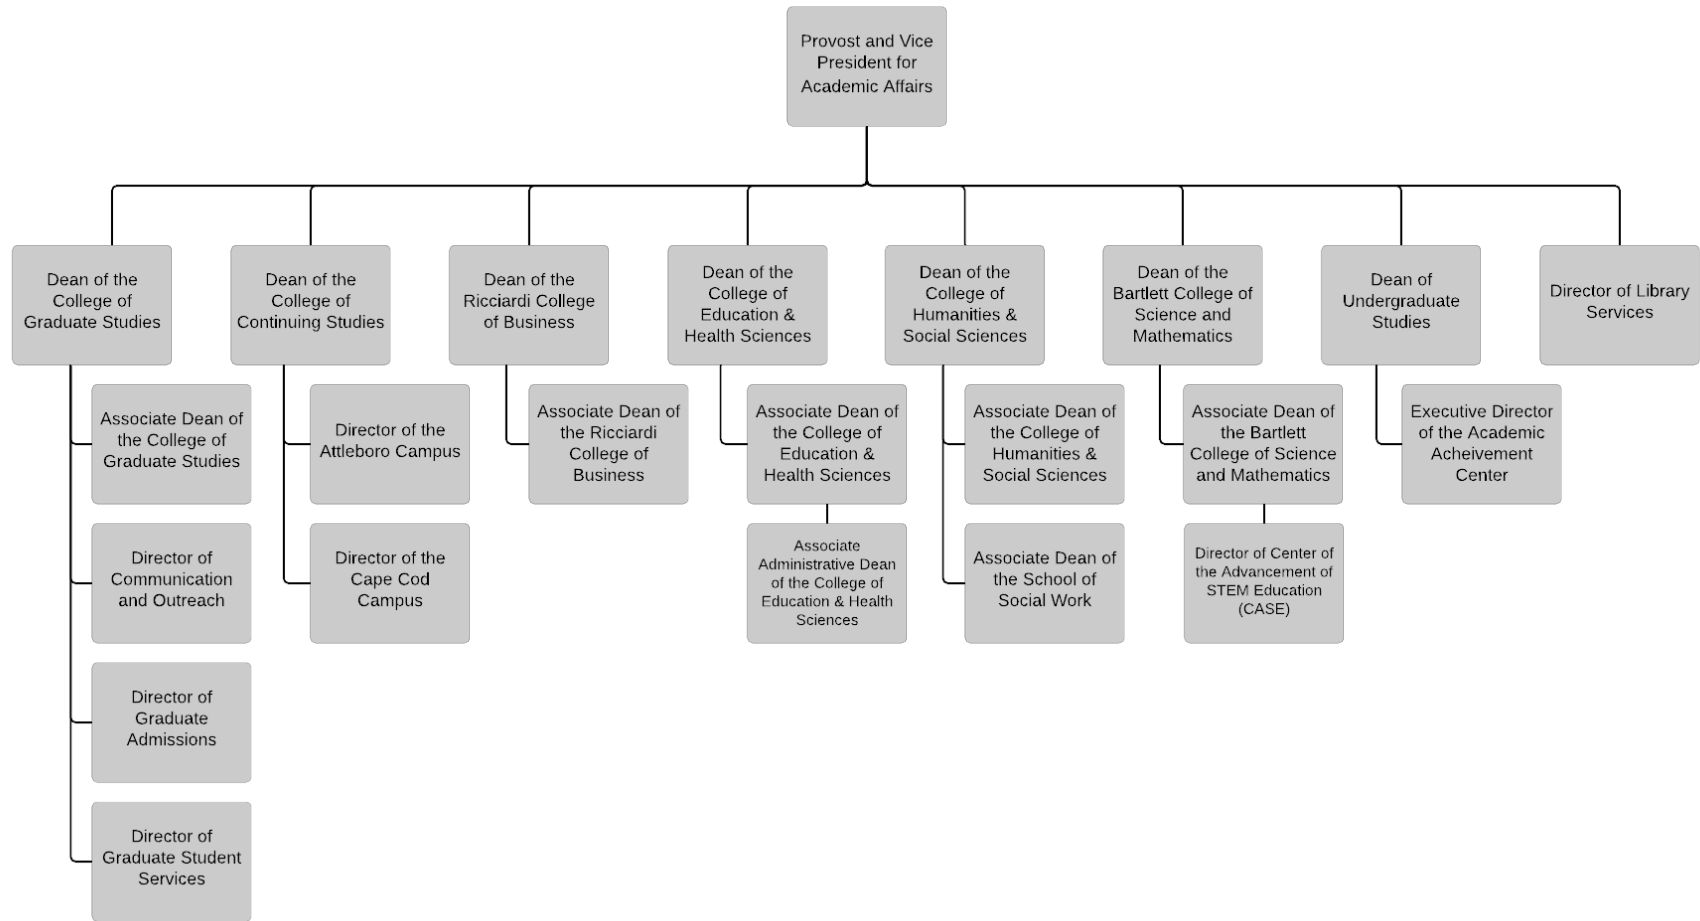 Provost and Vice
President for
Academic Affairs
Dean of the
College of
Graduate Studies
Dean of the
College of
Continuing Studies
Dean of the
Ricciardi College
of Business
Dean of the
College of
Education &
Health Sciences
Dean of the
College of
Humanities &
Social Sciences
Dean of the
Bartlett College of
Science and
Mathematics
Dean of
Undergraduate
Studies
Director of Library
Services
Associate Dean of
the College of
Graduate Studies
Director of the
Attleboro Campus
Associate Dean of
the Ricciardi
College of
Business
Associate Dean of
the College of
Education &
Health Sciences
Associate Dean of
the College of
Humanities &
Social Sciences
Associate Dean of
the Bartlett
College of Science
and Mathematics
Executive Director
of the Academic
Acheivement
Center
Director of
Communication
and Outreach
Director of the
Cape Cod
Campus
Associate
Administrative Dean
of the College of
Education & Health
Sciences
Associate Dean of
the School of
Social Work
Director of Center of
the Advancement of
STEM Education
(CASE)
Director of
Graduate
Admissions
Director of
Graduate Student
Services